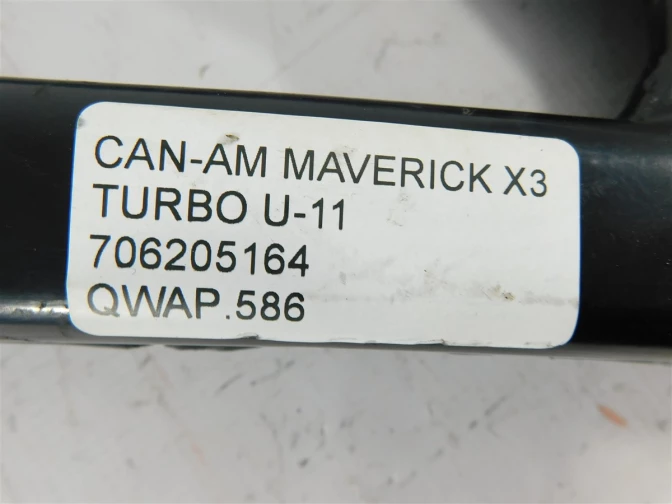 CAN-AM MAVERICK X3
TURBO U-11
706205164
QWAP.586